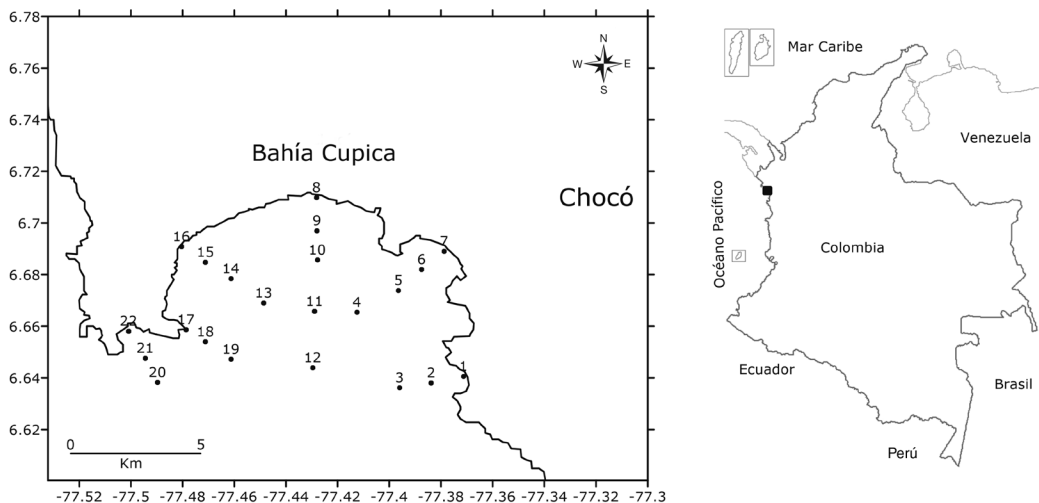 6.78
6.76
6.74
6.72
6.7
6.68
6.66
6.64
6.62
-77.52 -77.5 -77.48 -77.46 -77.44 -77.42 -77.4 -77.38 -77.36 -77.34 -77.32 -77.3
N
W E
S
Bahía Cupica
Chocó
8
9
7
16
15
10
6
14
5
13
11
4
22
17
18
21
19
12
1
20
3
2
0 5
Km
Mar Caribe
Venezuela
Océano Pacífico
Colombia
Ecuador
Brasil
Perú